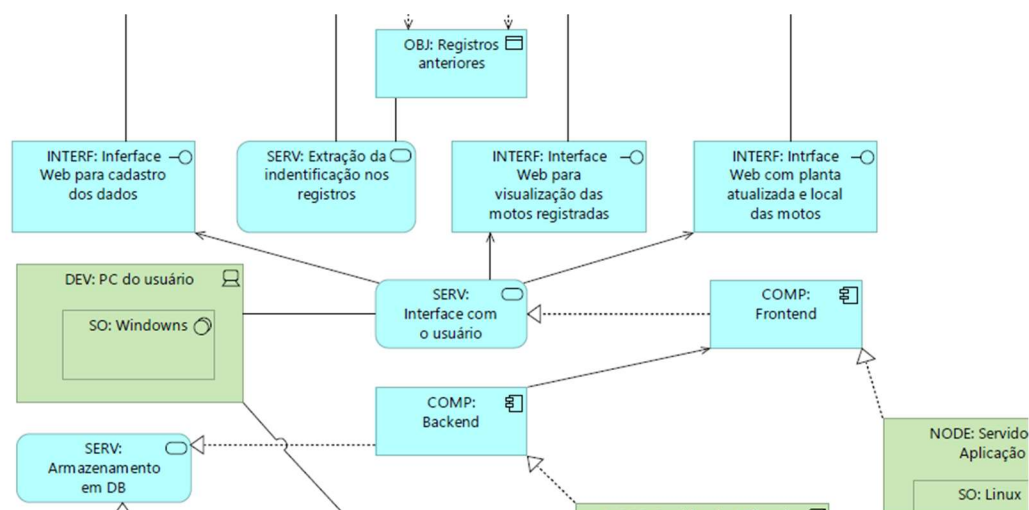 OBJ: Registros
anteriores
INTERF: Inferface
Web para cadastro
dos dados
SERV: Extração da
indentificação nos
registros
INTERF: Interface
Web para
visualização das
motos registradas
INTERF: Intrface
Web com planta
atualizada e local
das motos
DEV: PC do usuário
SO: Windowns
SERV:
Interface com
o usuário
COMP:
Frontend
COMP:
Backend
SERV:
Armazenamento
em DB
NODE: Servido
Aplicação
SO: Linux